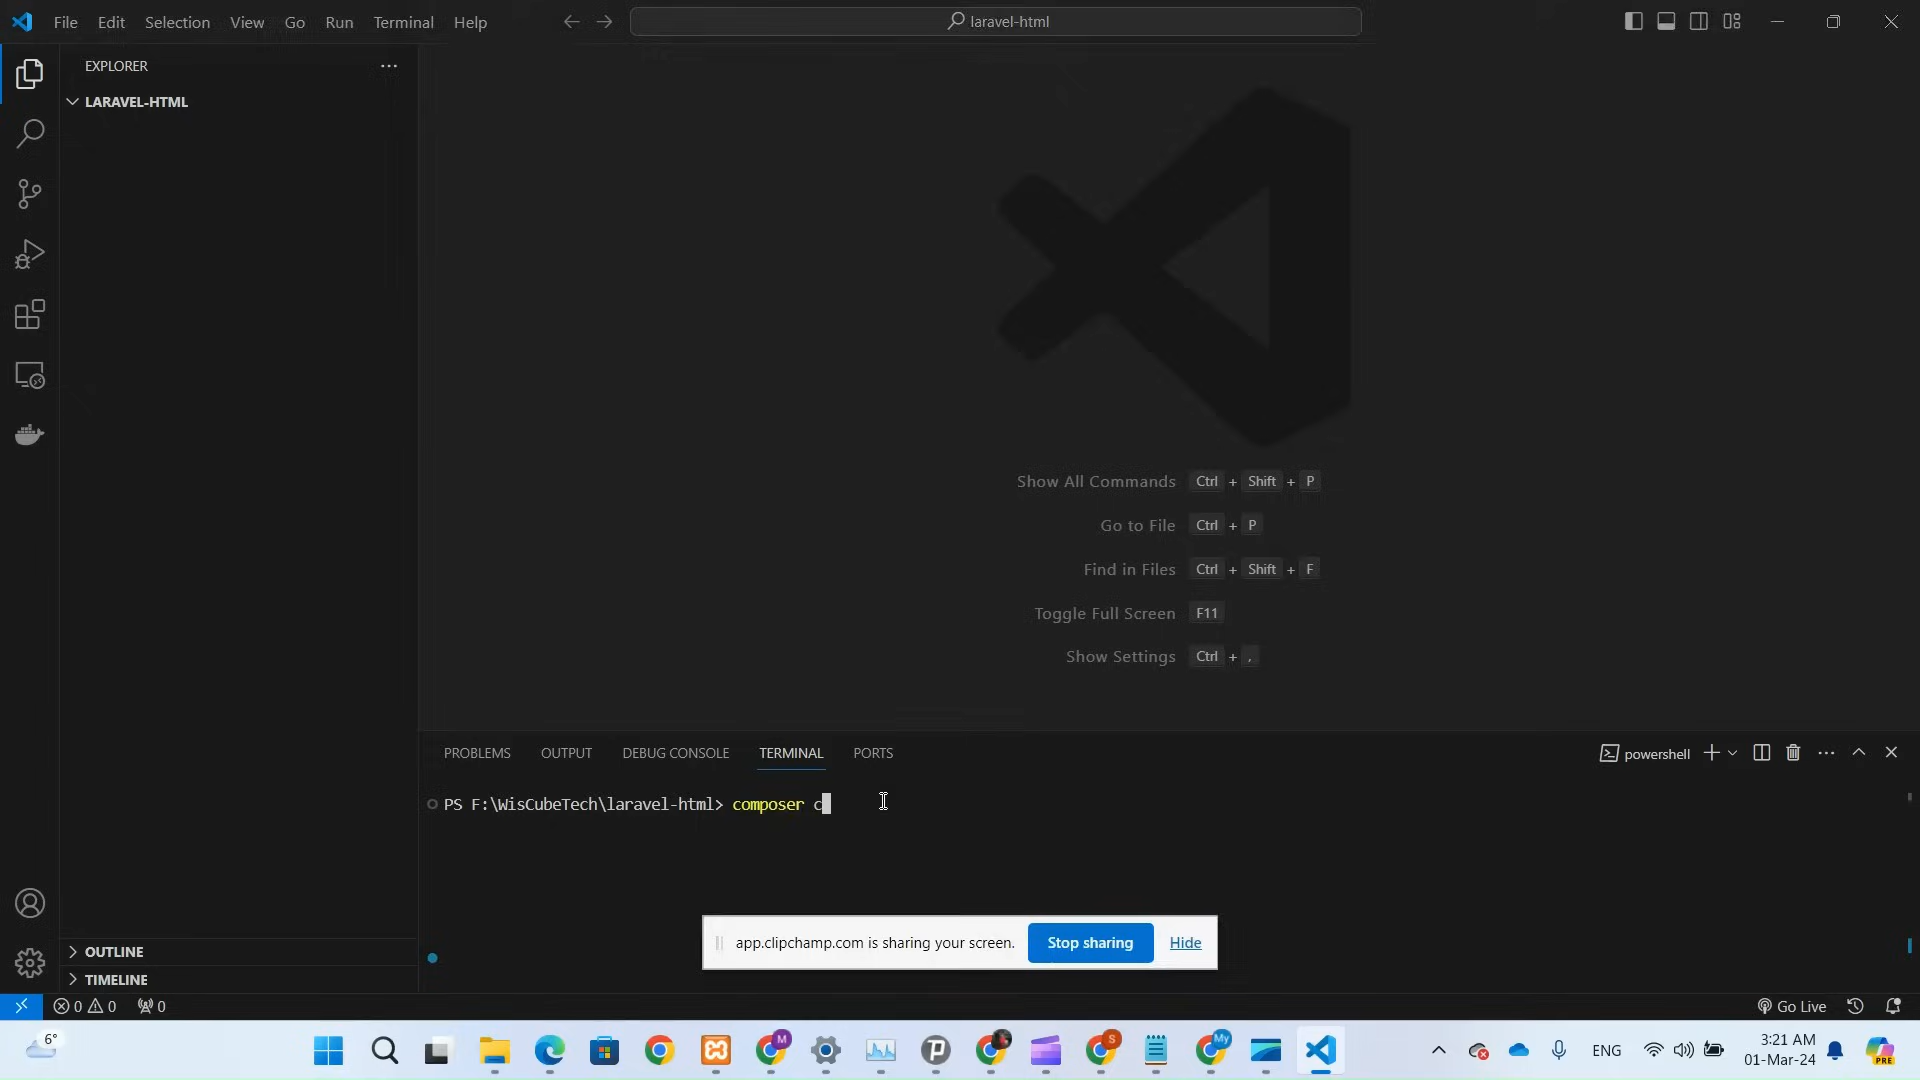 File Edit Selection View Go Run Terminal Help
laravel-html
EXPLORER
LARAVEL-HTML
Show All Commands Ctrl + Shift + P
Go to File Ctrl + P
Find in Files Ctrl + Shift + F
Toggle Full Screen F11
Show Settings Ctrl + ,
PROBLEMS OUTPUT DEBUG CONSOLE TERMINAL PORTS
powershell
PS F:\WisCubeTech\laravel-html> composer c
app.clipchamp.com is sharing your screen. Stop sharing Hide
OUTLINE
TIMELINE
0 0 0
Go Live
6°
M
S
My
ENG
3:21 AM
01-Mar-24
PRE